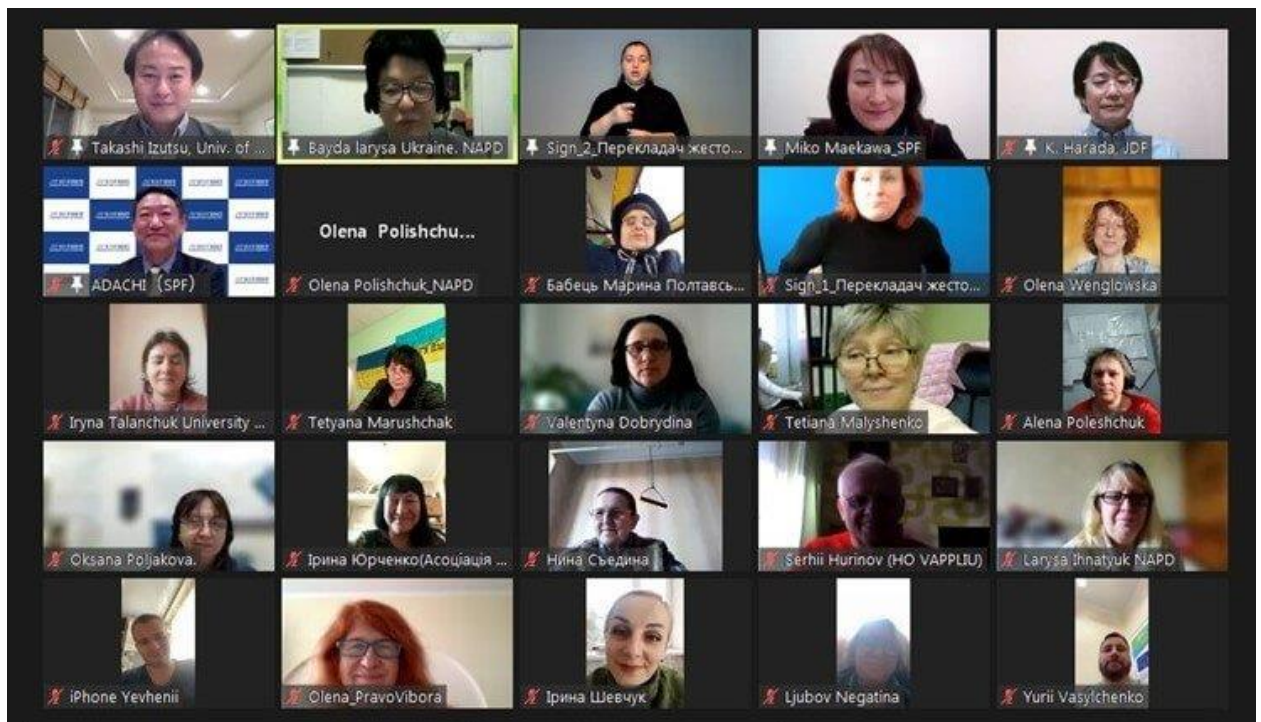 Takashi Izutsu, Univ. of ...
Bayda larysa Ukraine. NAPD
Sign_2_Перекладач жесто...
Miko Maekawa_SPF
K. Harada, JDF
ADACHI (SPF)
Olena Polishchu...
Olena Polishchuk_NAPD
Бабець Марина Полтавсь...
Sign_1_Перекладач жесто...
Olena Wenglowska
Iryna Talanchuk University ...
Tetyana Marushchak
Valentyna Dobrydina
Tetiana Malyshenko
Alena Poleshchuk
Oksana Poljakova.
Ірина Юрченко(Асоціація ...
Нина Съедина
Serhii Hurinov (HO VAPPLIU)
Larysa Ihnatyuk NAPD
iPhone Yevhenii
Olena_PravoVibora
Ірина Шевчук
Ljubov Negatina
Yurii Vasylchenko